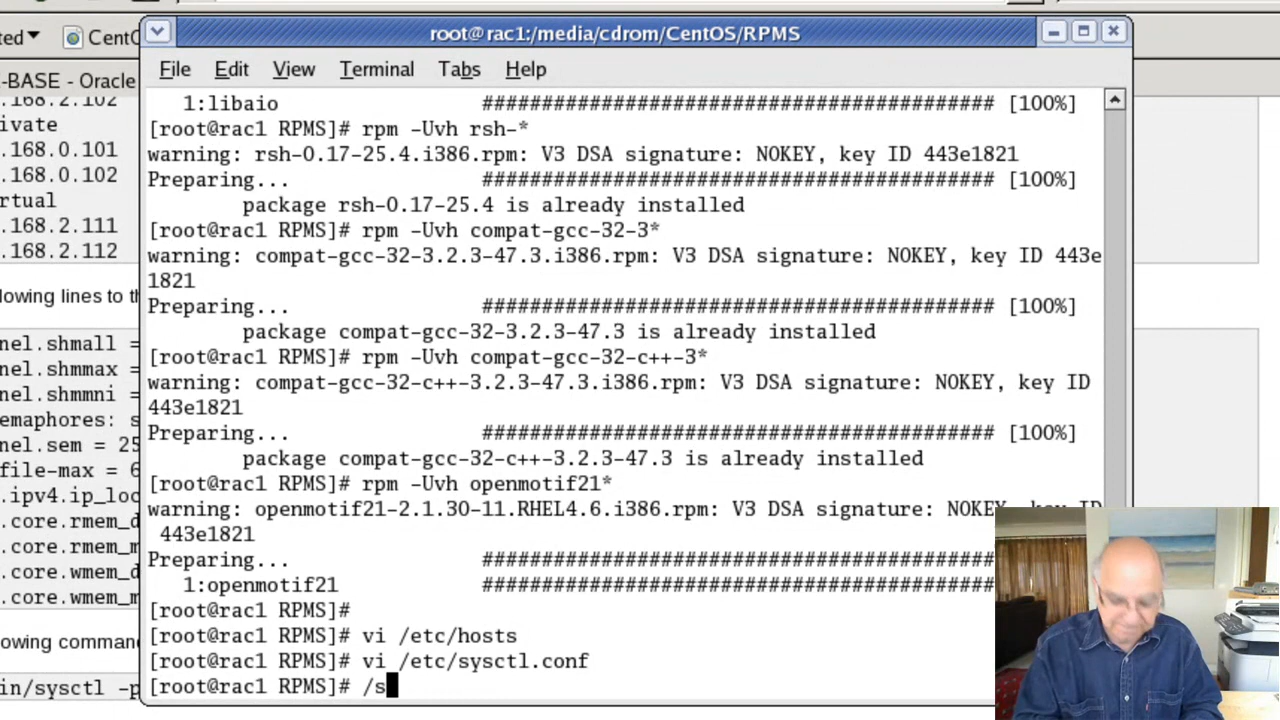 root@rac1:/media/cdrom/CentOS/RPMS
ted CentO
File Edit View Terminal Tabs Help
-BASE - Oracle
.168.2.102
ivate
.168.0.101
.168.0.102
rtual
.168.2.111
.168.2.112
lowing lines to th
nel.shmall =
nel.shmmax =
nel.shmmni =
emaphores: s
nel.sem = 25
file-max = 6
.ipv4.ip_loc
.core.rmem_d
.core.rmem_m
.core.wmem_d
.core.wmem_m
owing comman
in/sysctl -p
1:libaio ########################################### [100%]
[root@rac1 RPMS]# rpm -Uvh rsh-*
warning: rsh-0.17-25.4.i386.rpm: V3 DSA signature: NOKEY, key ID 443e1821
Preparing... ########################################### [100%]
package rsh-0.17-25.4 is already installed
[root@rac1 RPMS]# rpm -Uvh compat-gcc-32-3*
warning: compat-gcc-32-3.2.3-47.3.i386.rpm: V3 DSA signature: NOKEY, key ID 443e
1821
Preparing... ########################################### [100%]
package compat-gcc-32-3.2.3-47.3 is already installed
[root@rac1 RPMS]# rpm -Uvh compat-gcc-32-c++-3*
warning: compat-gcc-32-c++-3.2.3-47.3.i386.rpm: V3 DSA signature: NOKEY, key ID
443e1821
Preparing... ########################################### [100%]
package compat-gcc-32-c++-3.2.3-47.3 is already installed
[root@rac1 RPMS]# rpm -Uvh openmotif21*
warning: openmotif21-2.1.30-11.RHEL4.6.i386.rpm: V3 DSA signature: NOKEY, key ID
443e1821
Preparing... ###########################################
1:openmotif21 ###########################################
[root@rac1 RPMS]#
[root@rac1 RPMS]# vi /etc/hosts
[root@rac1 RPMS]# vi /etc/sysctl.conf
[root@rac1 RPMS]# /s